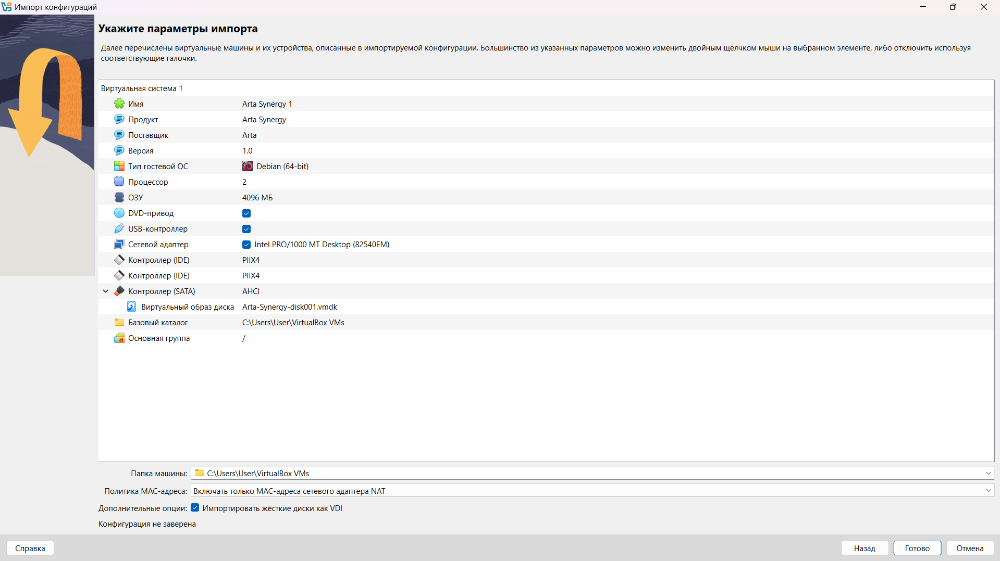 Импорт конфигураций
Укажите параметры импорта
Далее перечислены виртуальные машины и их устройства, описанные в импортируемой конфигурации. Большинство из указанных параметров можно изменить двойным щелчком мыши на выбранном элементе, либо отключить используя
соответствующие галочки.
Виртуальная система 1
Имя Arta Synergy 1
Продукт Arta Synergy
Поставщик Arta
Версия 1.0
Тип гостевой ОС Debian (64-bit)
Процессор 2
ОЗУ 4096 МБ
DVD-привод
USB-контроллер
Сетевой адаптер Intel PRO/1000 MT Desktop (82540EM)
Контроллер (IDE) PIIX4
Контроллер (IDE) PIIX4
Контроллер (SATA) AHCI
Виртуальный образ диска Arta-Synergy-disk001.vmdk
Базовый каталог C:\Users\User\VirtualBox VMs
Основная группа /
Папка машины: C:\Users\User\VirtualBox VMs
Политика MAC-адреса: Включать только MAC-адреса сетевого адаптера NAT
Дополнительные опции: Импортировать жёсткие диски как VDI
Конфигурация не заверена
Справка Назад Готово Отмена